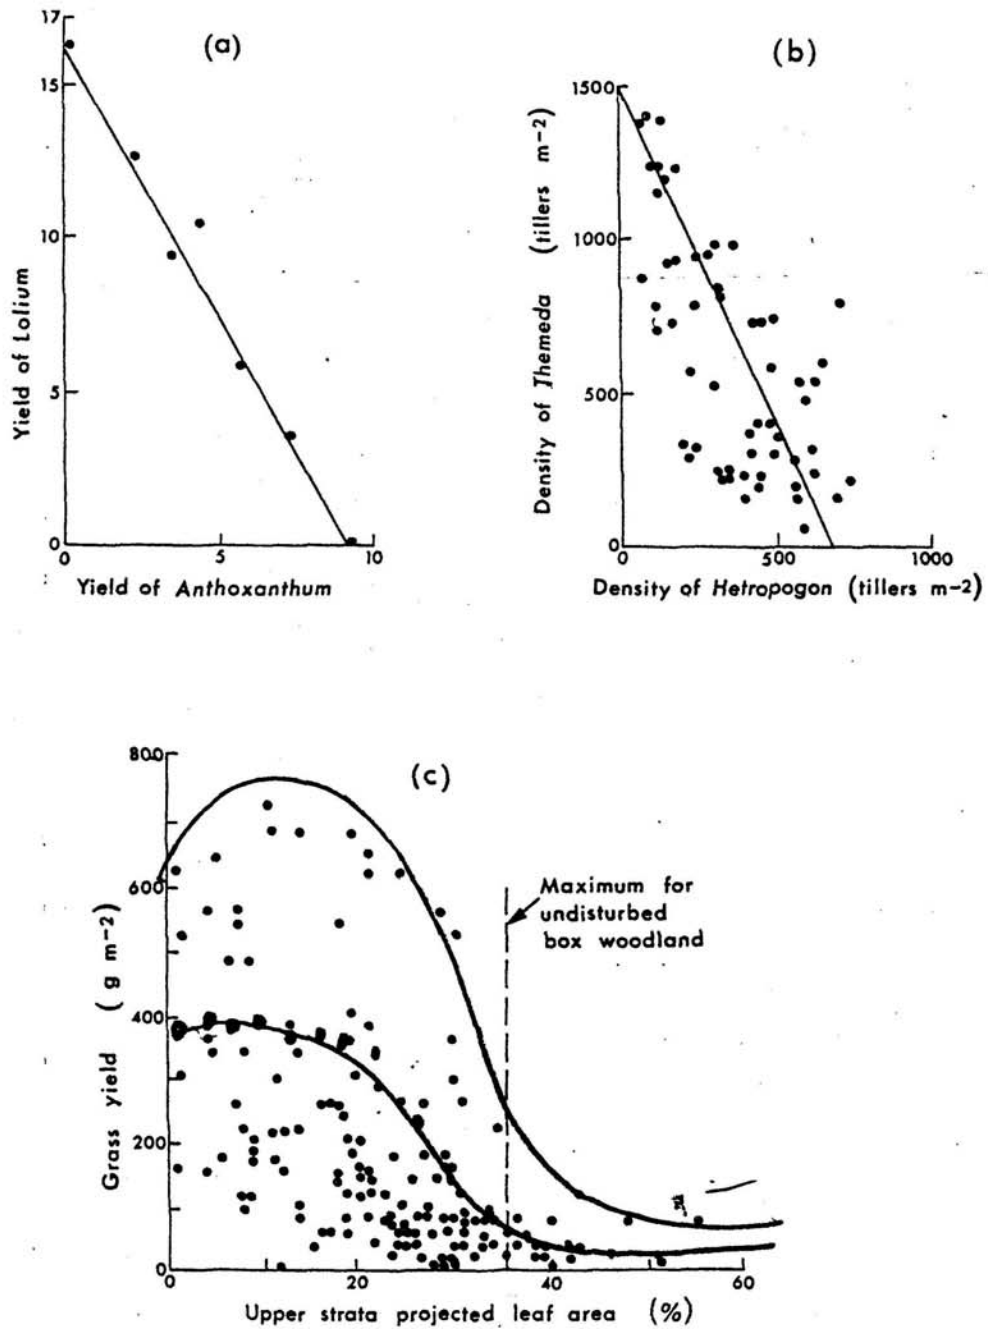 (a)
17
15
10
5
0
0
5
10
Yield of Lolium
Yield of Anthoxanthum
(b)
1500
1000
500
0
500
1000
Density of Themeda (tillers m-2)
Density of Hetropogon (tillers m-2)
(c)
800
600
400
200
0
0
20
40
60
Grass yield (g m-2)
Maximum for
undisturbed
box woodland
Upper strata projected leaf area (%)